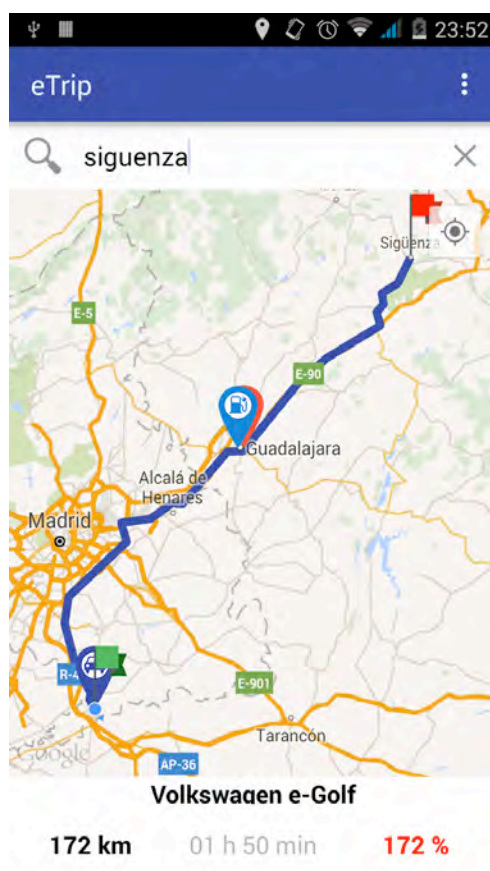 23:52
eTrip
siguenza
Sigüenza
E-5
E-90
Guadalajara
Alcalá de
Henares
Madrid
R-4
E-901
Tarancón
Google
AP-36
Volkswagen e-Golf
172 km 01 h 50 min 172 %